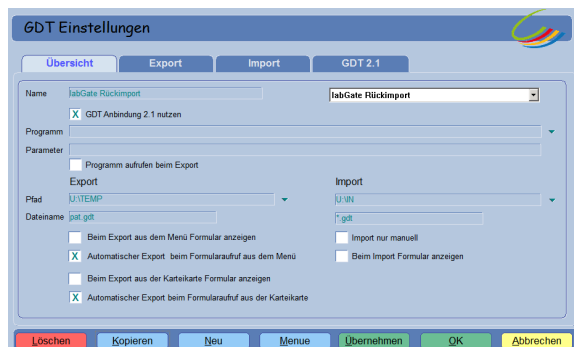 GDT Einstellungen
Übersicht Export Import GDT 2.1
Name labGate Rückimport labGate Rückimport
X GDT Anbindung 2.1 nutzen
Programm
Parameter
Programm aufrufen beim Export
Export Import
Pfad U:\TEMP U:\IN
Dateiname pat.gdt *.gdt
Beim Export aus dem Menü Formular anzeigen Import nur manuell
X Automatischer Export beim Formularaufruf aus dem Menü Beim Import Formular anzeigen
Beim Export aus der Karteikarte Formular anzeigen
X Automatischer Export beim Formularaufruf aus der Karteikarte
Löschen Kopieren Neu Menue Übernehmen OK Abbrechen